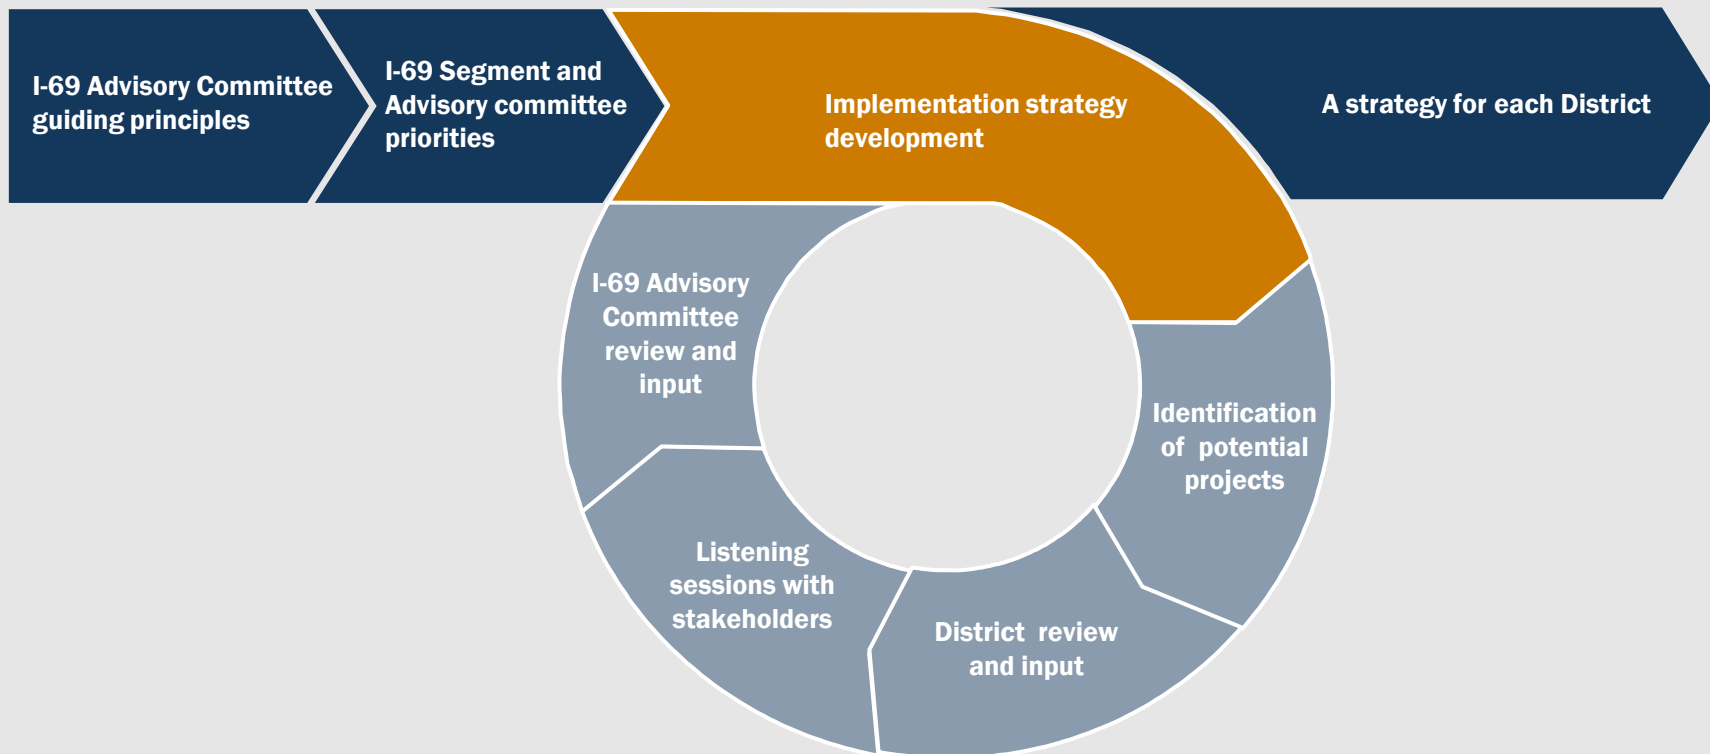 I-69 Advisory Committee
guiding principles
I-69 Segment and
Advisory committee
priorities
Implementation strategy
development
A strategy for each District
Identification
of  potential
projects
District  review
and input
Listening
sessions with
stakeholders
I-69 Advisory
Committee
review and
input